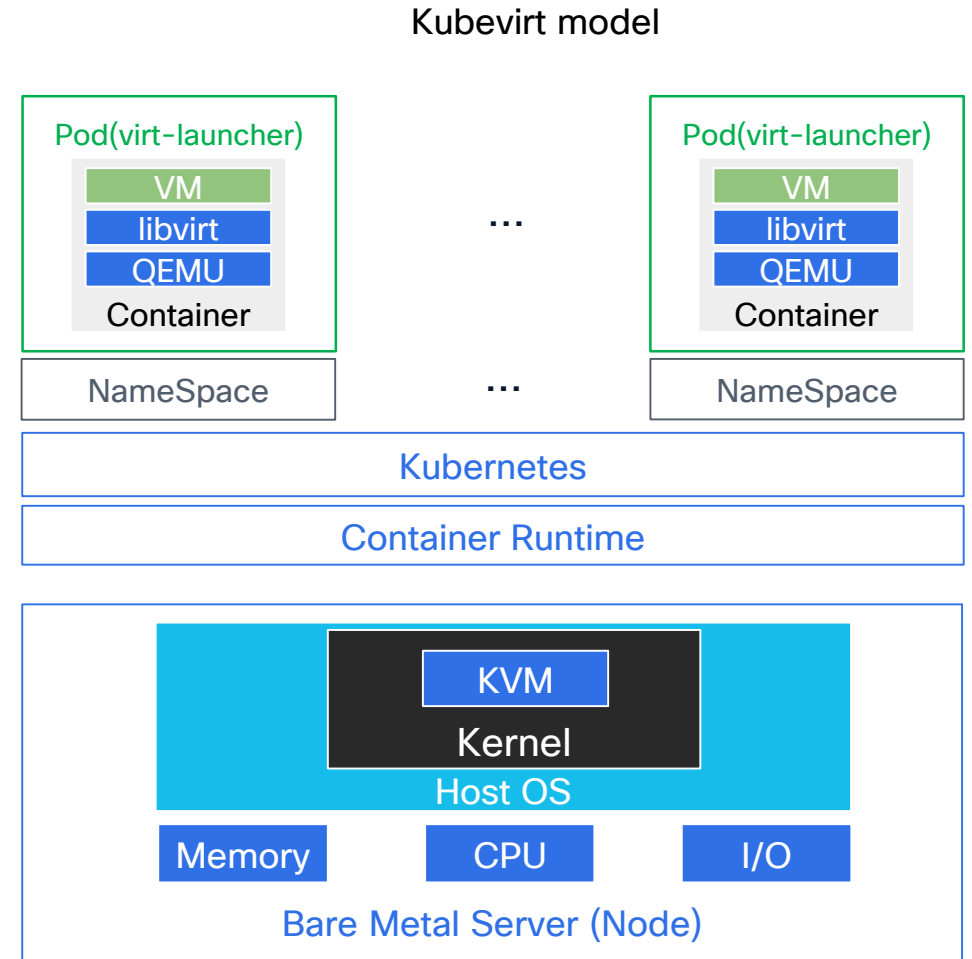 Kubevirt model
Pod(virt-launcher)
VM
libvirt
QEMU
Container
...
Pod(virt-launcher)
VM
libvirt
QEMU
Container
NameSpace
...
NameSpace
Kubernetes
Container Runtime
KVM
Kernel
Host OS
Memory
CPU
I/O
Bare Metal Server (Node)